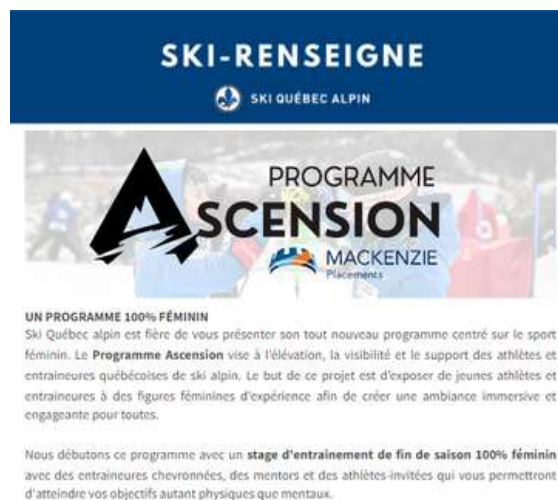 SKI-RENSEIGNE
SKI QUÉBEC ALPIN
PROGRAMME
ASCENSION
MACKENZIE
Placements
UN PROGRAMME 100% FÉMININ
Ski Québec alpin est fière de vous présenter son tout nouveau programme centré sur le sport
féminin. Le Programme Ascension vise à l'élévation, la visibilité et le support des athlètes et
entraineures québécoises de ski alpin. Le but de ce projet est d'exposer de jeunes athlètes et
entraineures à des figures féminines d'expérience afin de créer une ambiance immersive et
engageante pour toutes.
Nous débutons ce programme avec un stage d'entrainement de fin de saison 100% féminin
avec des entraineures chevronnées, des mentors et des athlètes-invitées qui vous permettront
d'atteindre vos objectifs autant physiques que mentaux.